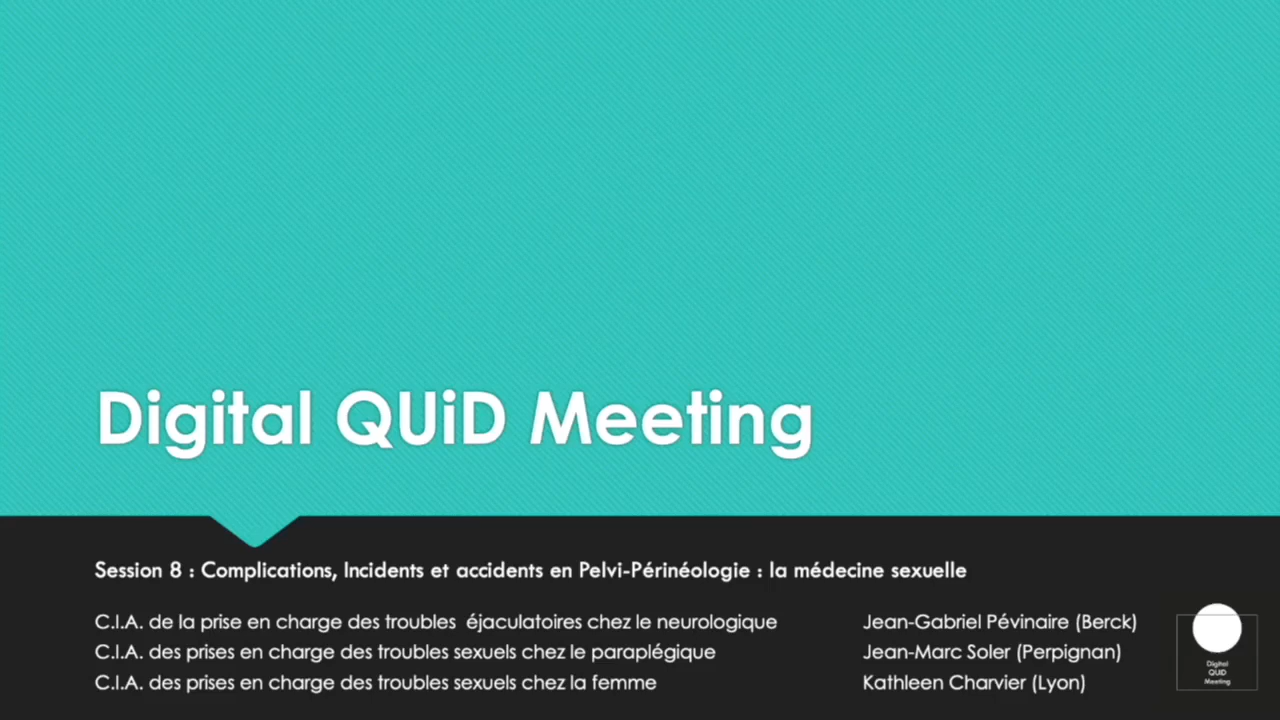 Digital QUiD Meeting
Session 8 : Complications, Incidents et accidents en Pelvi-Périnéologie : la médecine sexuelle
C.I.A. de la prise en charge des troubles éjaculatoires chez le neurologique Jean-Gabriel Pévinaire (Berck)
C.I.A. des prises en charge des troubles sexuels chez le paraplégique Jean-Marc Soler (Perpignan)
C.I.A. des prises en charge des troubles sexuels chez la femme Kathleen Charvier (Lyon)
Digital
QUiD
Meeting